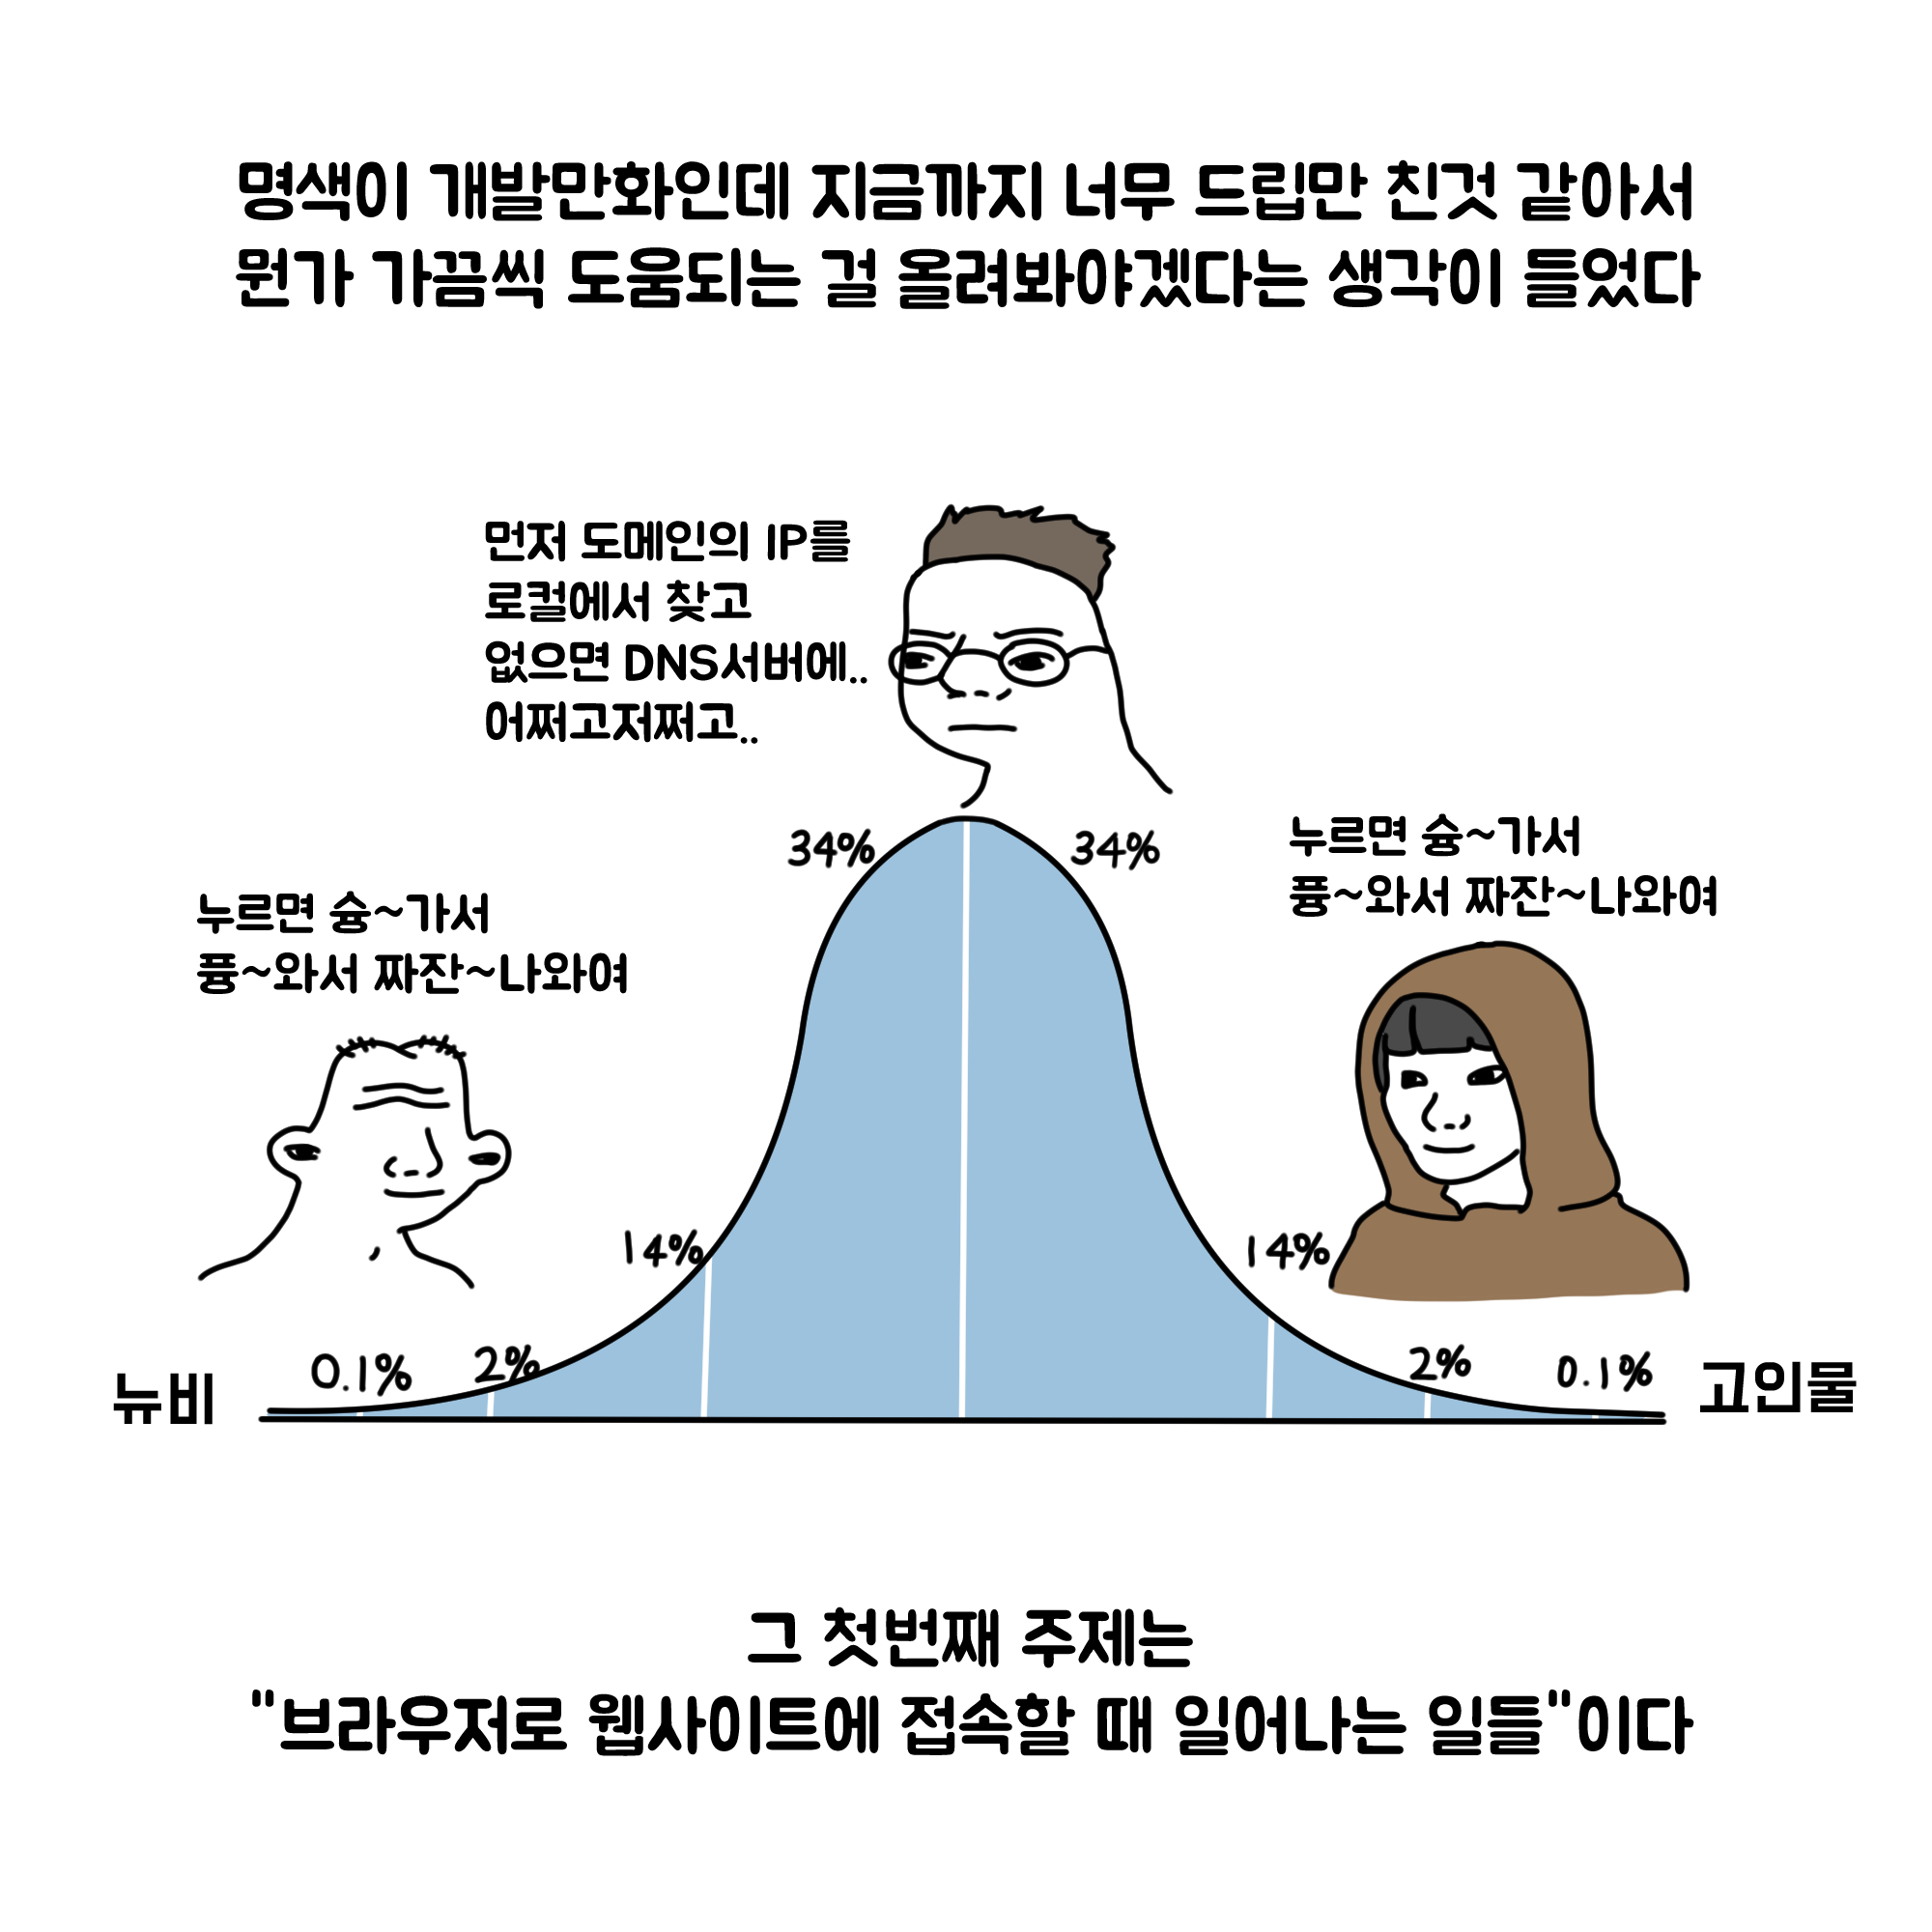 명색이 개발만화인데 지금까지 너무 드립만 친것 같아서
뭔가 가끔씩 도움되는 걸 올려봐야겠다는 생각이 들었다
먼저 도메인의 IP를
로컬에서 찾고
없으면 DNS서버에..
어쩌고저쩌고..
34%
34%
누르면 슝~가서
퓽~와서 짜잔~나와여
누르면 슝~가서
퓽~와서 짜잔~나와여
14%
14%
0.1%
2%
2%
0.1%
뉴비
고인물
그 첫번째 주제는
"브라우저로 웹사이트에 접속할 때 일어나는 일들"이다